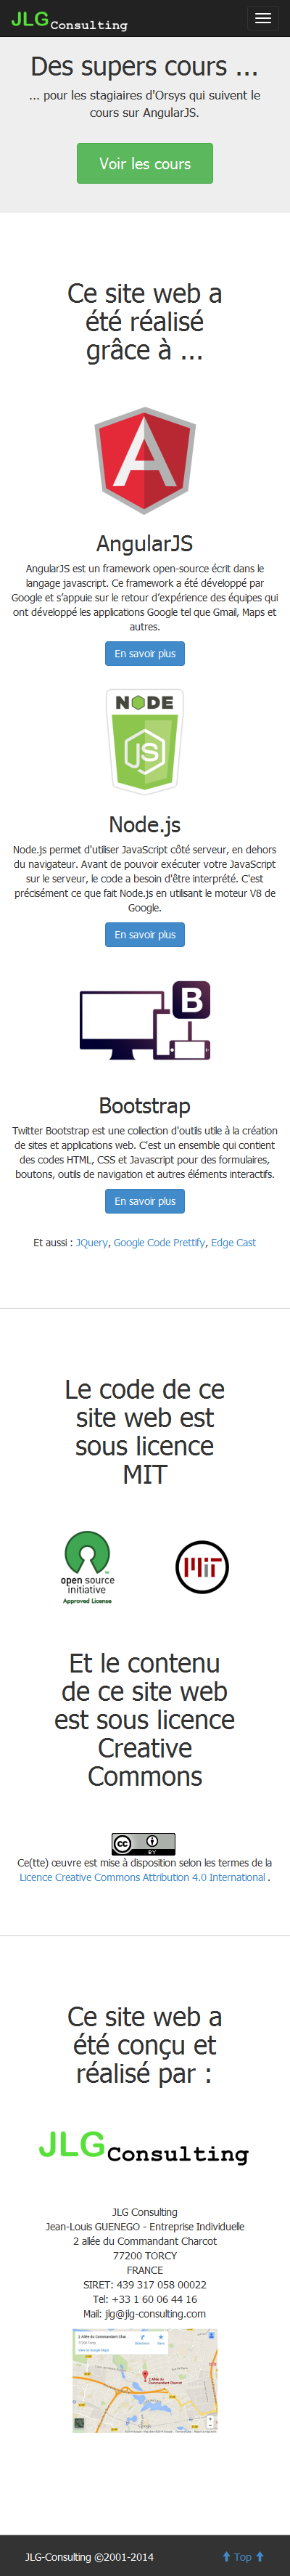 JLG Consulting
Des supers cours ...
... pour les stagiaires d'Orsys qui suivent le
cours sur AngularJS.
Voir les cours
Ce site web a
été réalisé
grâce à ...
AngularJS
AngularJS est un framework open-source écrit dans le
langage javascript. Ce framework a été développé par
Google et s’appuie sur le retour d’expérience des équipes qui
ont développé les applications Google tel que Gmail, Maps et
autres.
En savoir plus
NODE
JS
Node.js
Node.js permet d'utiliser JavaScript côté serveur, en dehors
du navigateur. Avant de pouvoir exécuter votre JavaScript
sur le serveur, le code a besoin d'être interprété. C'est
précisément ce que fait Node.js en utilisant le moteur V8 de
Google.
En savoir plus
B
Bootstrap
Twitter Bootstrap est une collection d'outils utile à la création
de sites et applications web. C'est un ensemble qui contient
des codes HTML, CSS et Javascript pour des formulaires,
boutons, outils de navigation et autres éléments interactifs.
En savoir plus
Et aussi : JQuery, Google Code Prettify, Edge Cast
Le code de ce
site web est
sous licence
MIT
open source
initiative
Approved License
MIT
Et le contenu
de ce site web
est sous licence
Creative
Commons
cc BY
Ce(tte) œuvre est mise à disposition selon les termes de la
Licence Creative Commons Attribution 4.0 International .
Ce site web a
été conçu et
réalisé par :
JLG Consulting
JLG Consulting
Jean-Louis GUENEGO - Entreprise Individuelle
2 allée du Commandant Charcot
77200 TORCY
FRANCE
SIRET: 439 317 058 00022
Tel: +33 1 60 06 44 16
Mail: jlg@jlg-consulting.com
2 Allée du
Commandant Charcot
JLG-Consulting ©2001-2014
Top